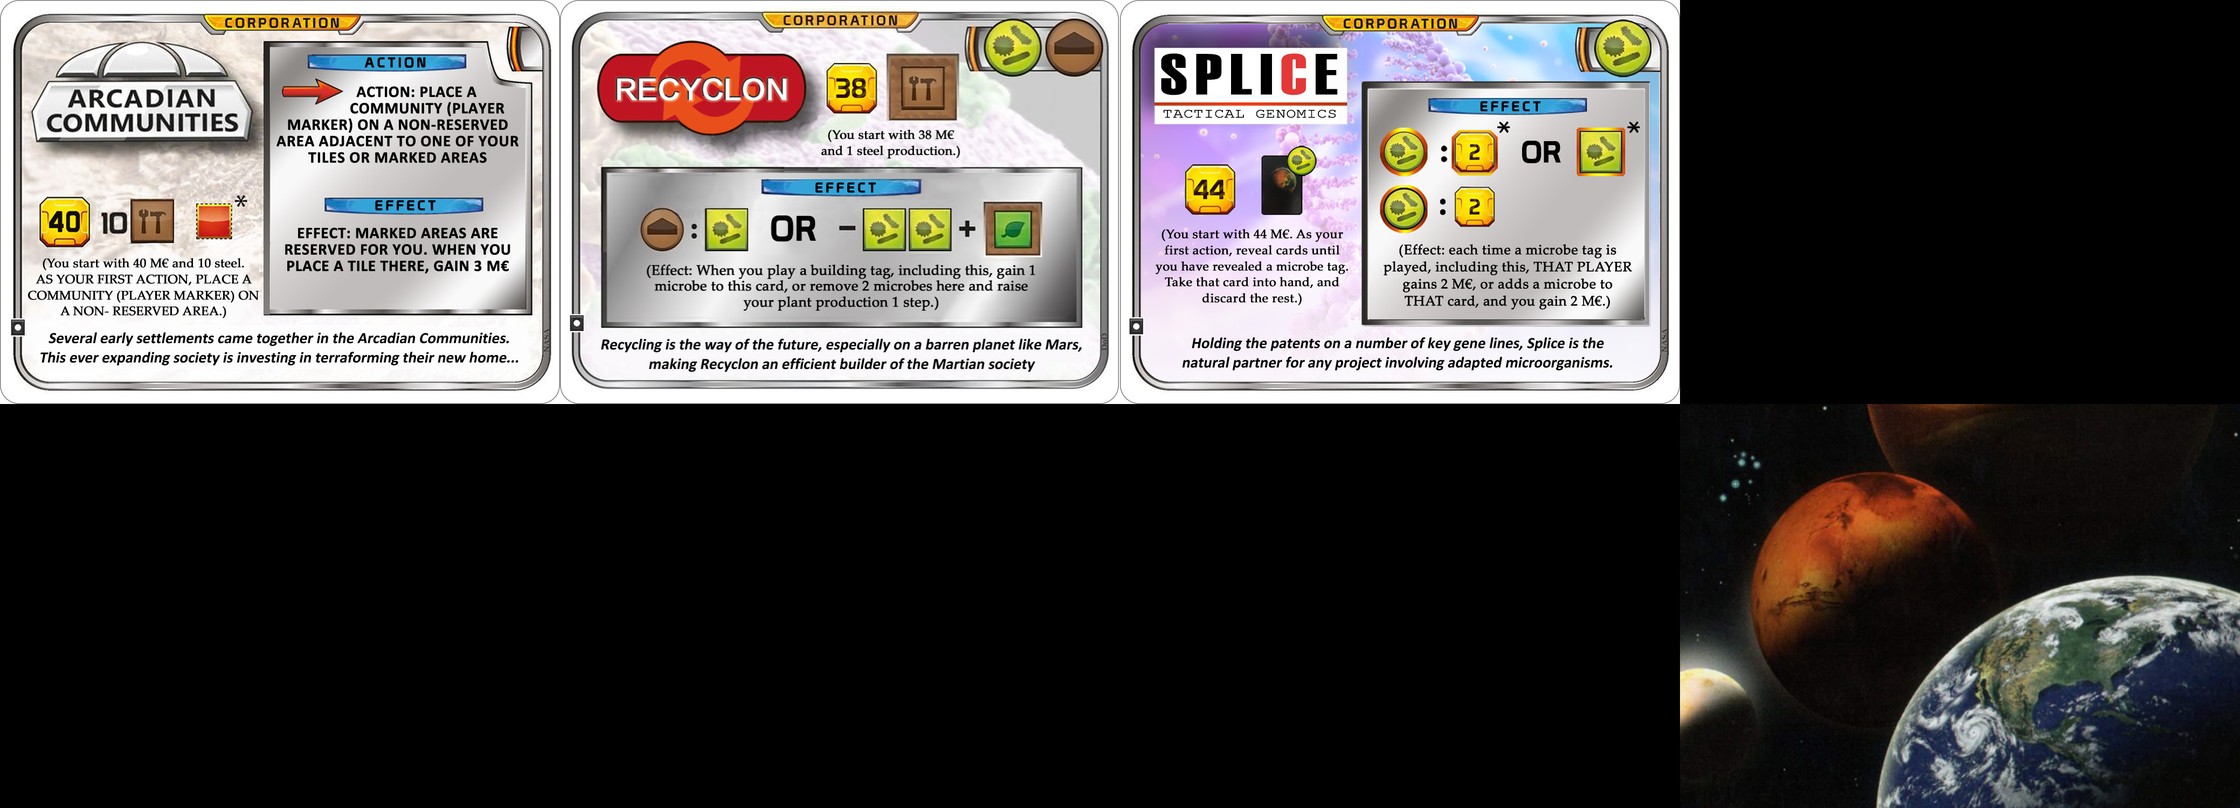 CORPORATION
ARCADIAN
COMMUNITIES
40 10 *
(You start with 40 M€ and 10 steel.
AS YOUR FIRST ACTION, PLACE A
COMMUNITY (PLAYER MARKER) ON
A NON- RESERVED AREA.)
ACTION
ACTION: PLACE A
COMMUNITY (PLAYER
MARKER) ON A NON-RESERVED
AREA ADJACENT TO ONE OF YOUR
TILES OR MARKED AREAS
EFFECT
EFFECT: MARKED AREAS ARE
RESERVED FOR YOU. WHEN YOU
PLACE A TILE THERE, GAIN 3 M€
Several early settlements came together in the Arcadian Communities.
This ever expanding society is investing in terraforming their new home...
NASA
CORPORATION
RECYCLON
38
(You start with 38 M€
and 1 steel production.)
EFFECT
: OR - +
(Effect: When you play a building tag, including this, gain 1
microbe to this card, or remove 2 microbes here and raise
your plant production 1 step.)
Recycling is the way of the future, especially on a barren planet like Mars,
making Recyclon an efficient builder of the Martian society
CORPORATION
SPLICE
TACTICAL GENOMICS
44
(You start with 44 M€. As your
first action, reveal cards until
you have revealed a microbe tag.
Take that card into hand, and
discard the rest.)
EFFECT
: 2 * OR *
: 2
(Effect: each time a microbe tag is
played, including this, THAT PLAYER
gains 2 M€, or adds a microbe to
THAT card, and you gain 2 M€.)
Holding the patents on a number of key gene lines, Splice is the
natural partner for any project involving adapted microorganisms.
NASA